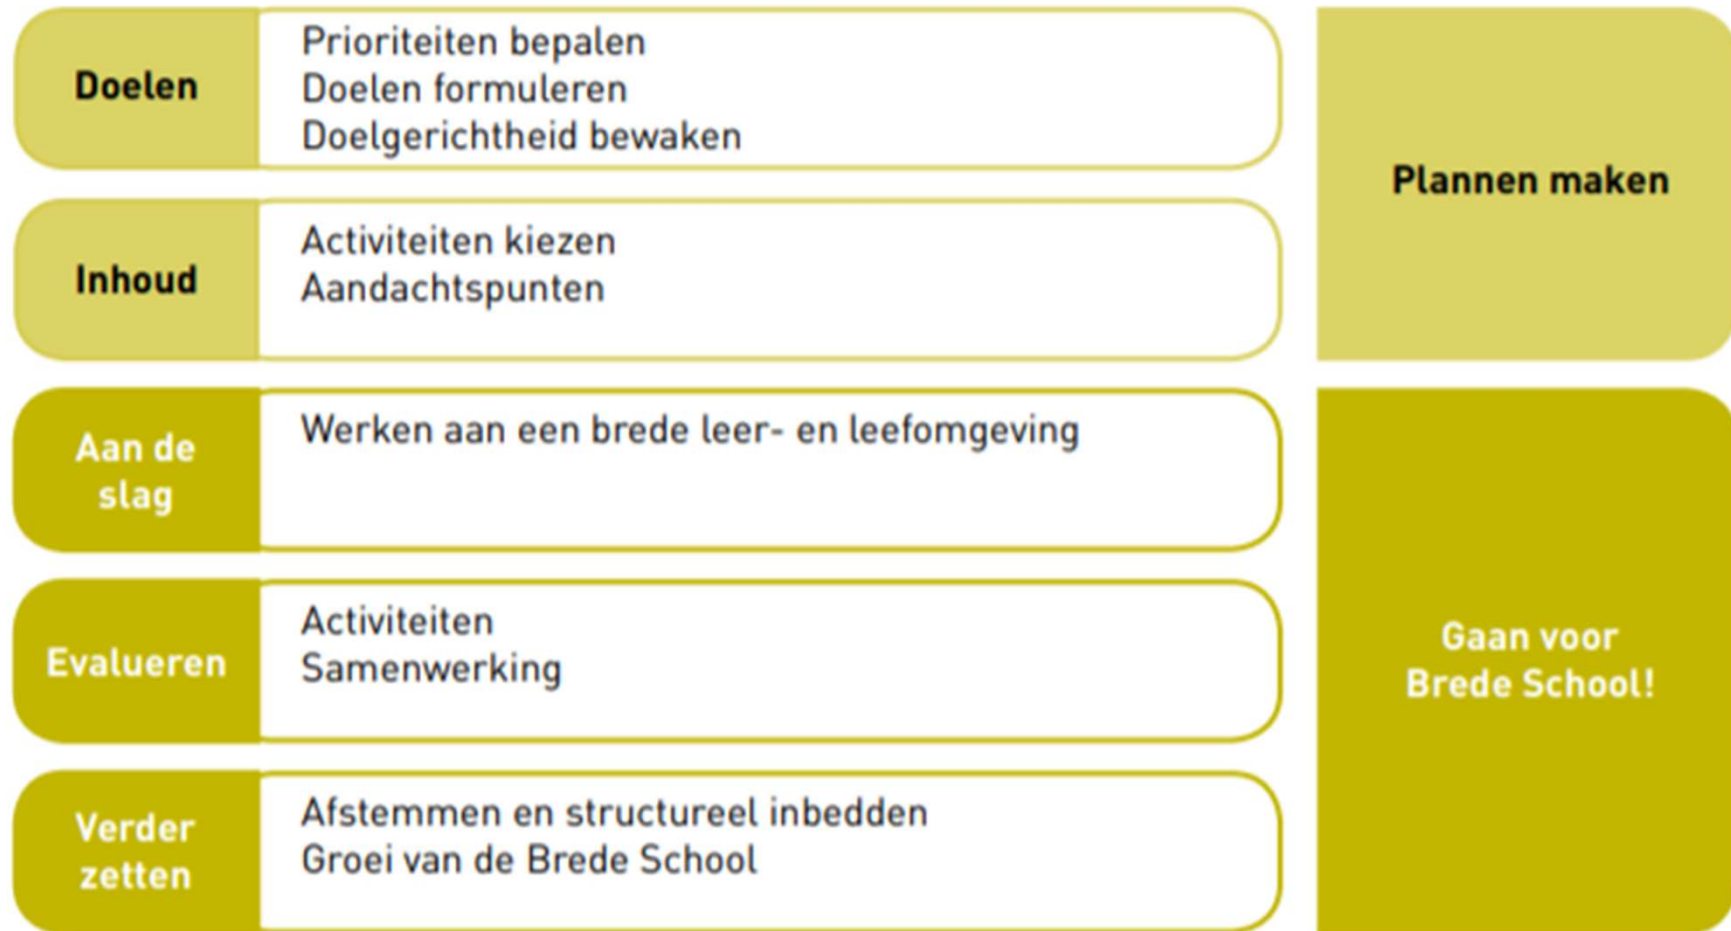 Doelen
Prioriteiten bepalen
Doelen formuleren
Doelgerichtheid bewaken
Inhoud
Activiteiten kiezen
Aandachtspunten
Plannen maken
Aan de
slag
Werken aan een brede leer- en leefomgeving
Evalueren
Activiteiten
Samenwerking
Verder
zetten
Afstemmen en structureel inbedden
Groei van de Brede School
Gaan voor
Brede School!